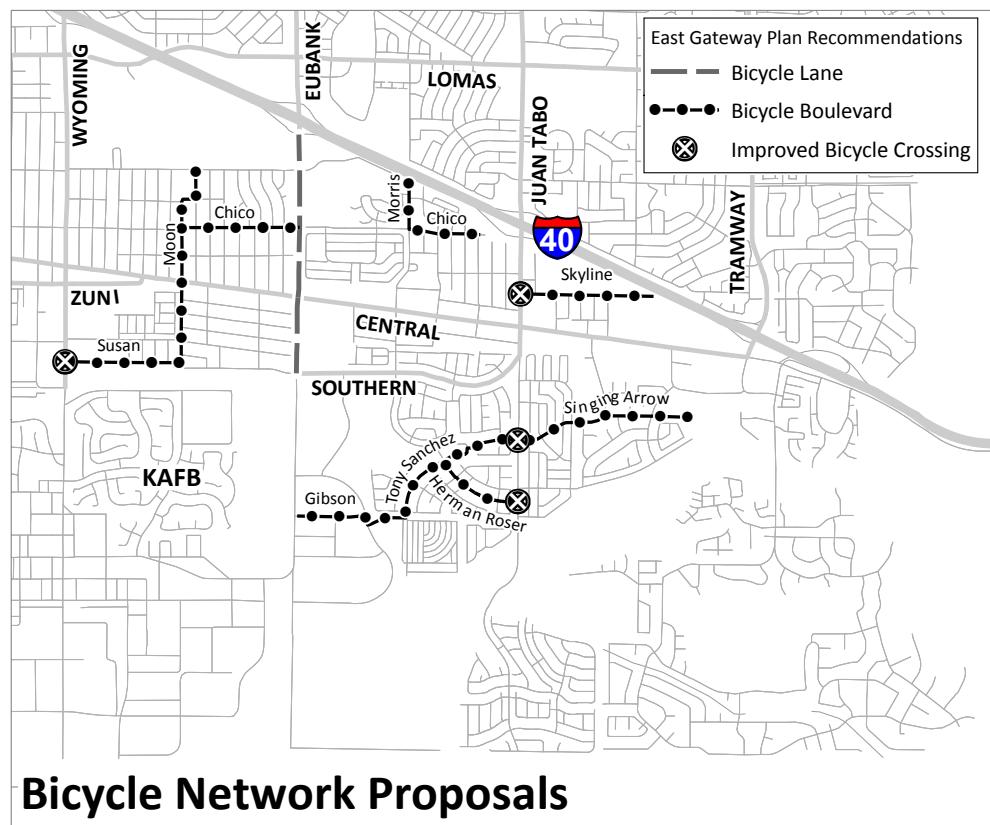 East Gateway Plan Recommendations
Bicycle Lane
Bicycle Boulevard
Improved Bicycle Crossing
WYOMING
EUBANK
LOMAS
JUAN TABO
TRAMWAY
Morris
Chico
Chico
Moon
40
Skyline
ZUNI
CENTRAL
Susan
SOUTHERN
Singing Arrow
KAFB
Tony Sanchez
Herman Roser
Gibson
Bicycle Network Proposals